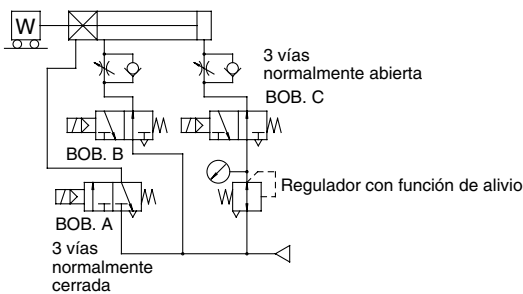 W
3 vías
normalmente abierta
BOB. C
BOB. B
Regulador con función de alivio
BOB. A
3 vías
normalmente
cerrada